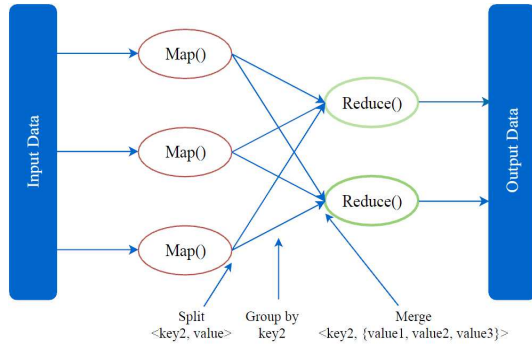 Input Data
Map()
Map()
Map()
Reduce()
Reduce()
Output Data
Split
<key2, value>
Group by
key2
Merge
<key2, {value1, value2, value3}>